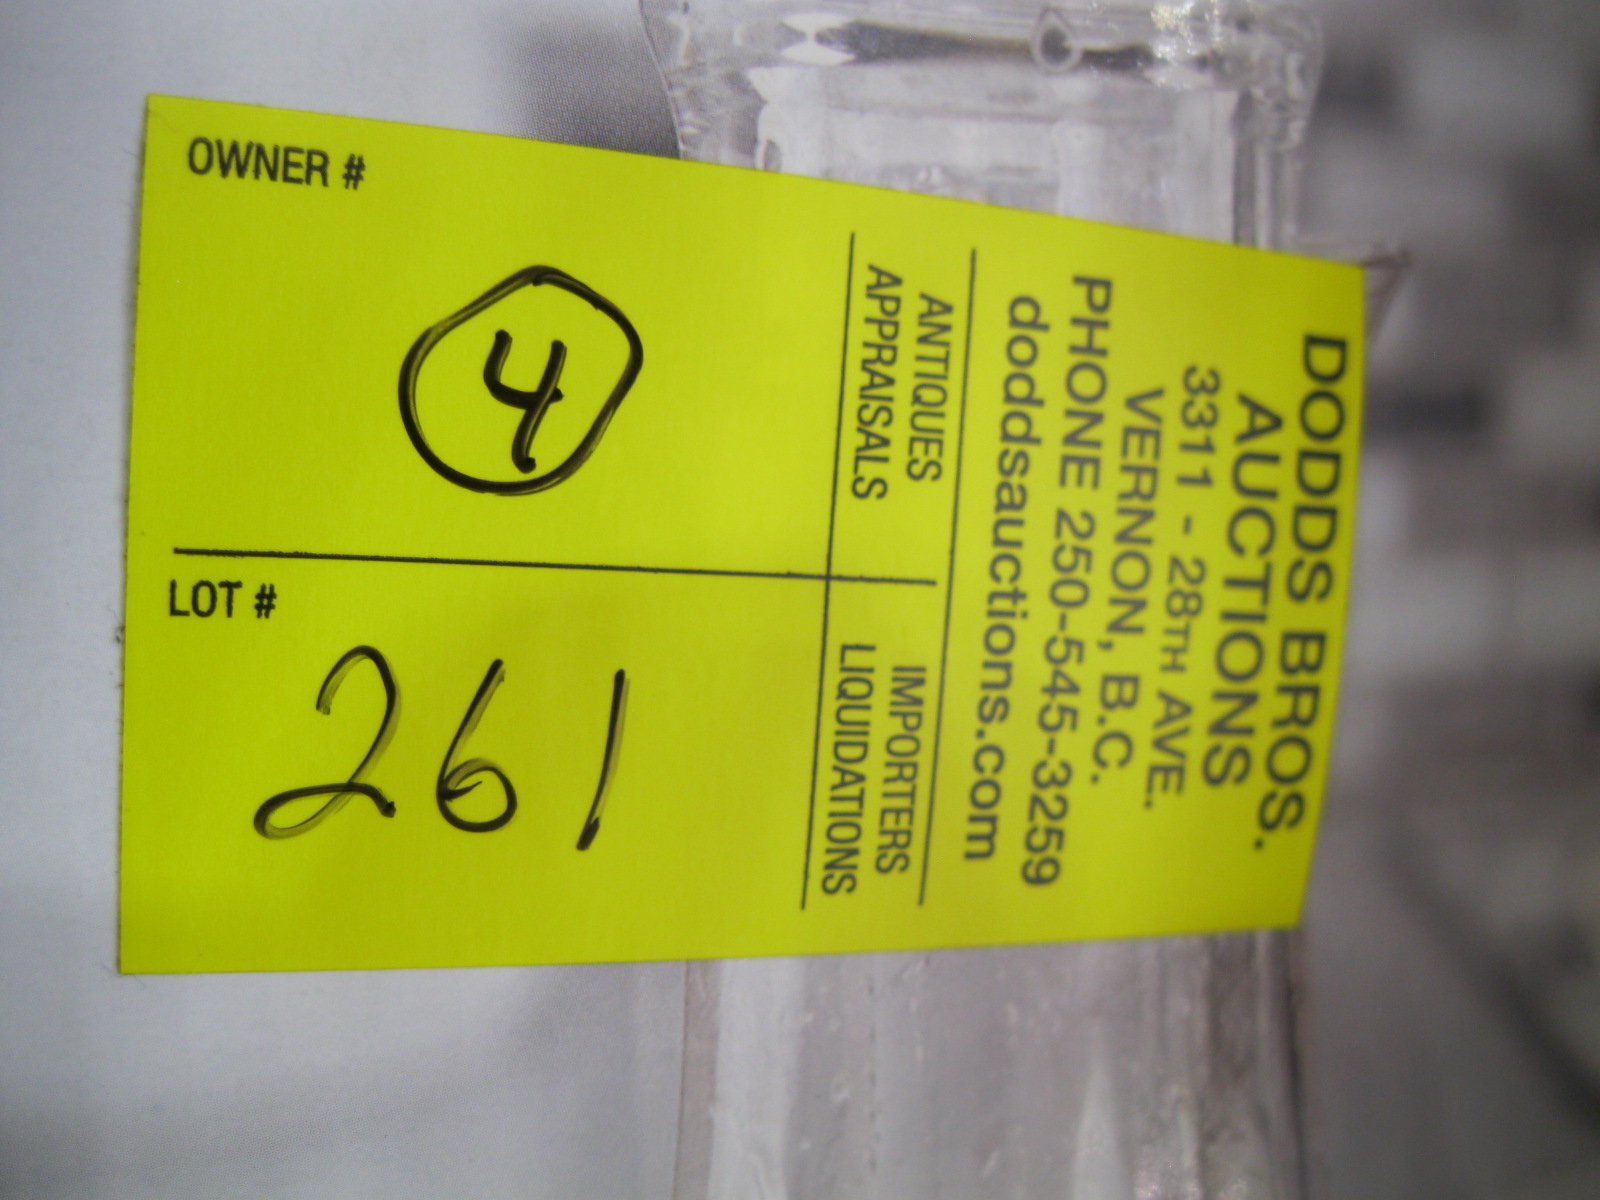 DODDS BROS.
AUCTIONS
3311 - 28TH AVE.
VERNON, B.C.
PHONE 250-545-3259
doddsauctions.com
ANTIQUES
APPRAISALS
IMPORTERS
LIQUIDATIONS
OWNER #
4
LOT #
261